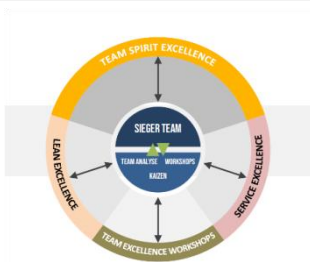 TEAM SPIRIT EXCELLENCE
SIEGER TEAM
TEAM ANALYSE WORKSHOPS
KAIZEN
LEAN EXCELLENCE
SERVICE EXCELLENCE
TEAM EXCELLENCE WORKSHOPS